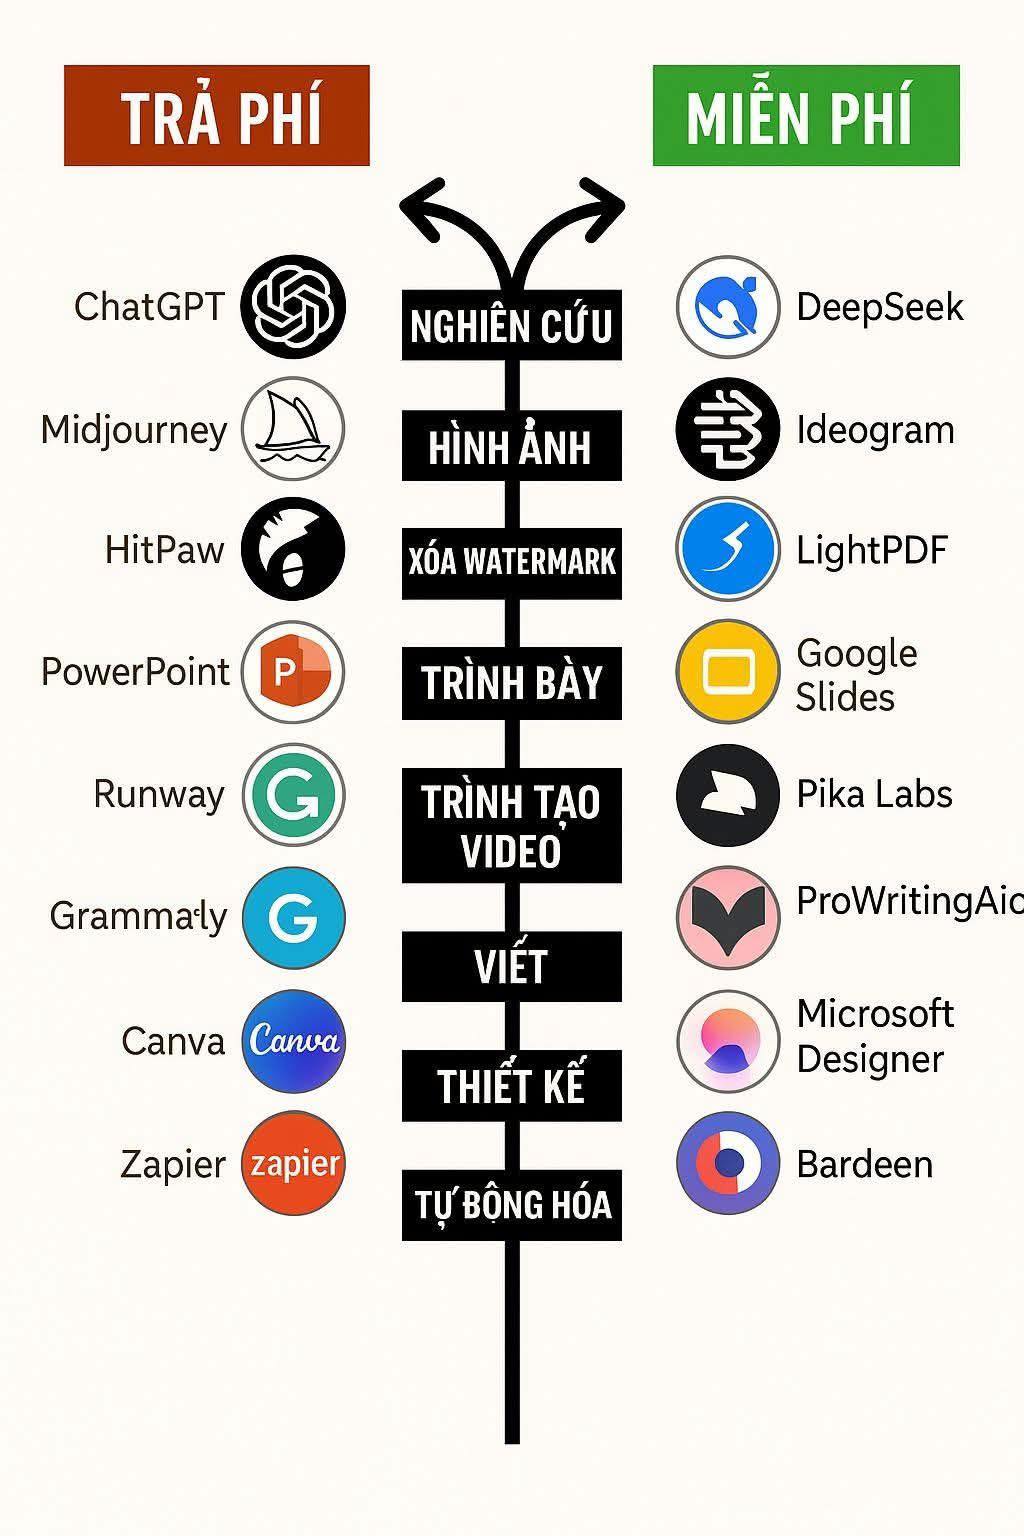 TRẢ PHÍ
MIỄN PHÍ
ChatGPT
NGHIÊN CỨU
DeepSeek
Midjourney
HÌNH ẢNH
Ideogram
HitPaw
XÓA WATERMARK
LightPDF
PowerPoint
P
TRÌNH BÀY
Google
Slides
Runway
G
TRÌNH TẠO
VIDEO
Pika Labs
Grammaly
G
VIẾT
ProWritingAid
Canva
Canva
THIẾT KẾ
Microsoft
Designer
Zapier
zapier
TỰ ĐỘNG HÓA
Bardeen